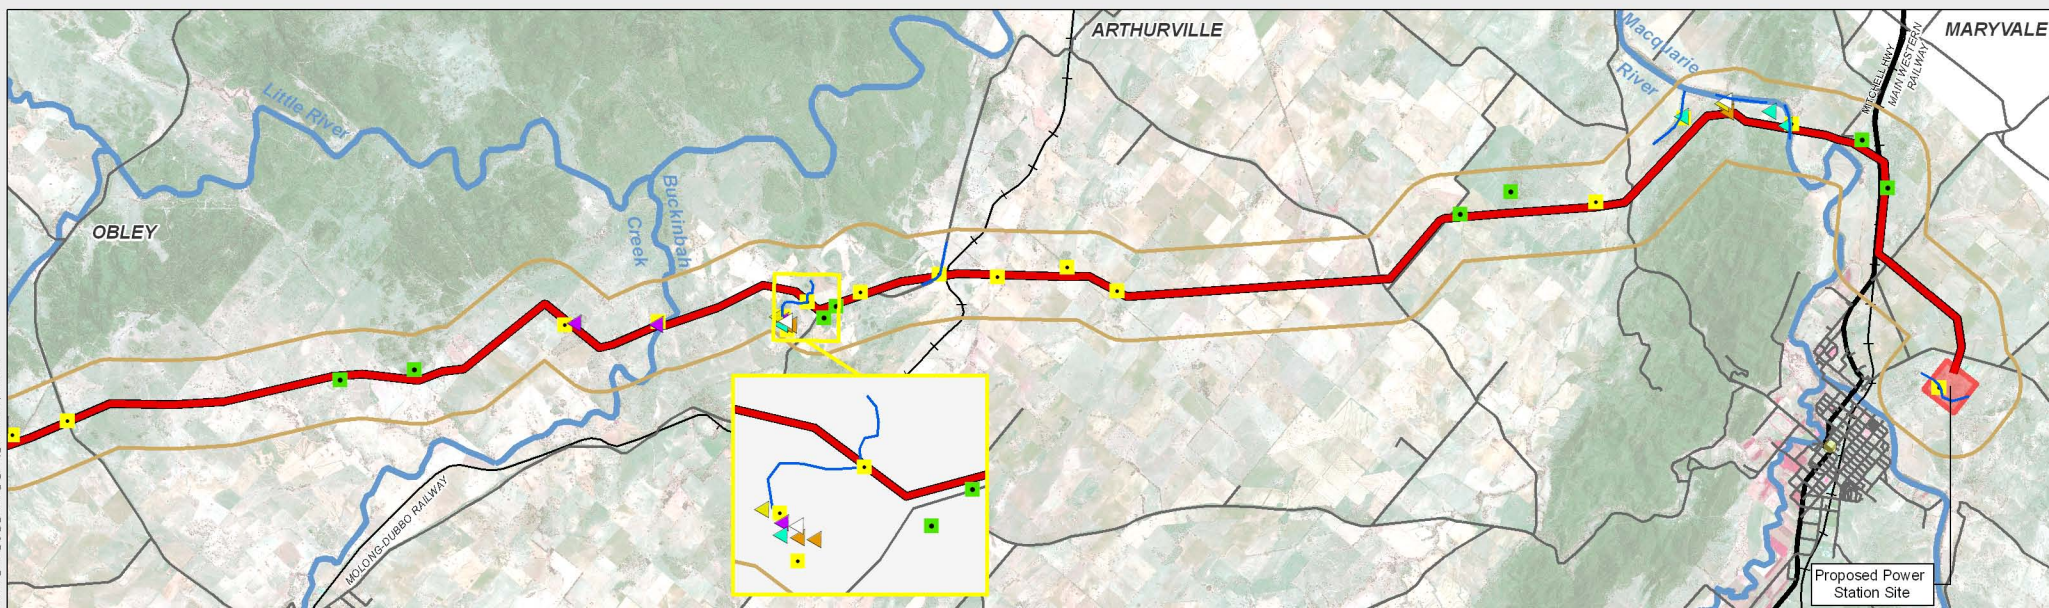 ARTHURVILLE
MARYVALE
Macquarie
River
MITCHELL HWY
MAIN WESTERN
RAILWAY
Little River
Buckinbah
Creek
OBLEY
MOLONG-DUBBO RAILWAY
Proposed Power
Station Site